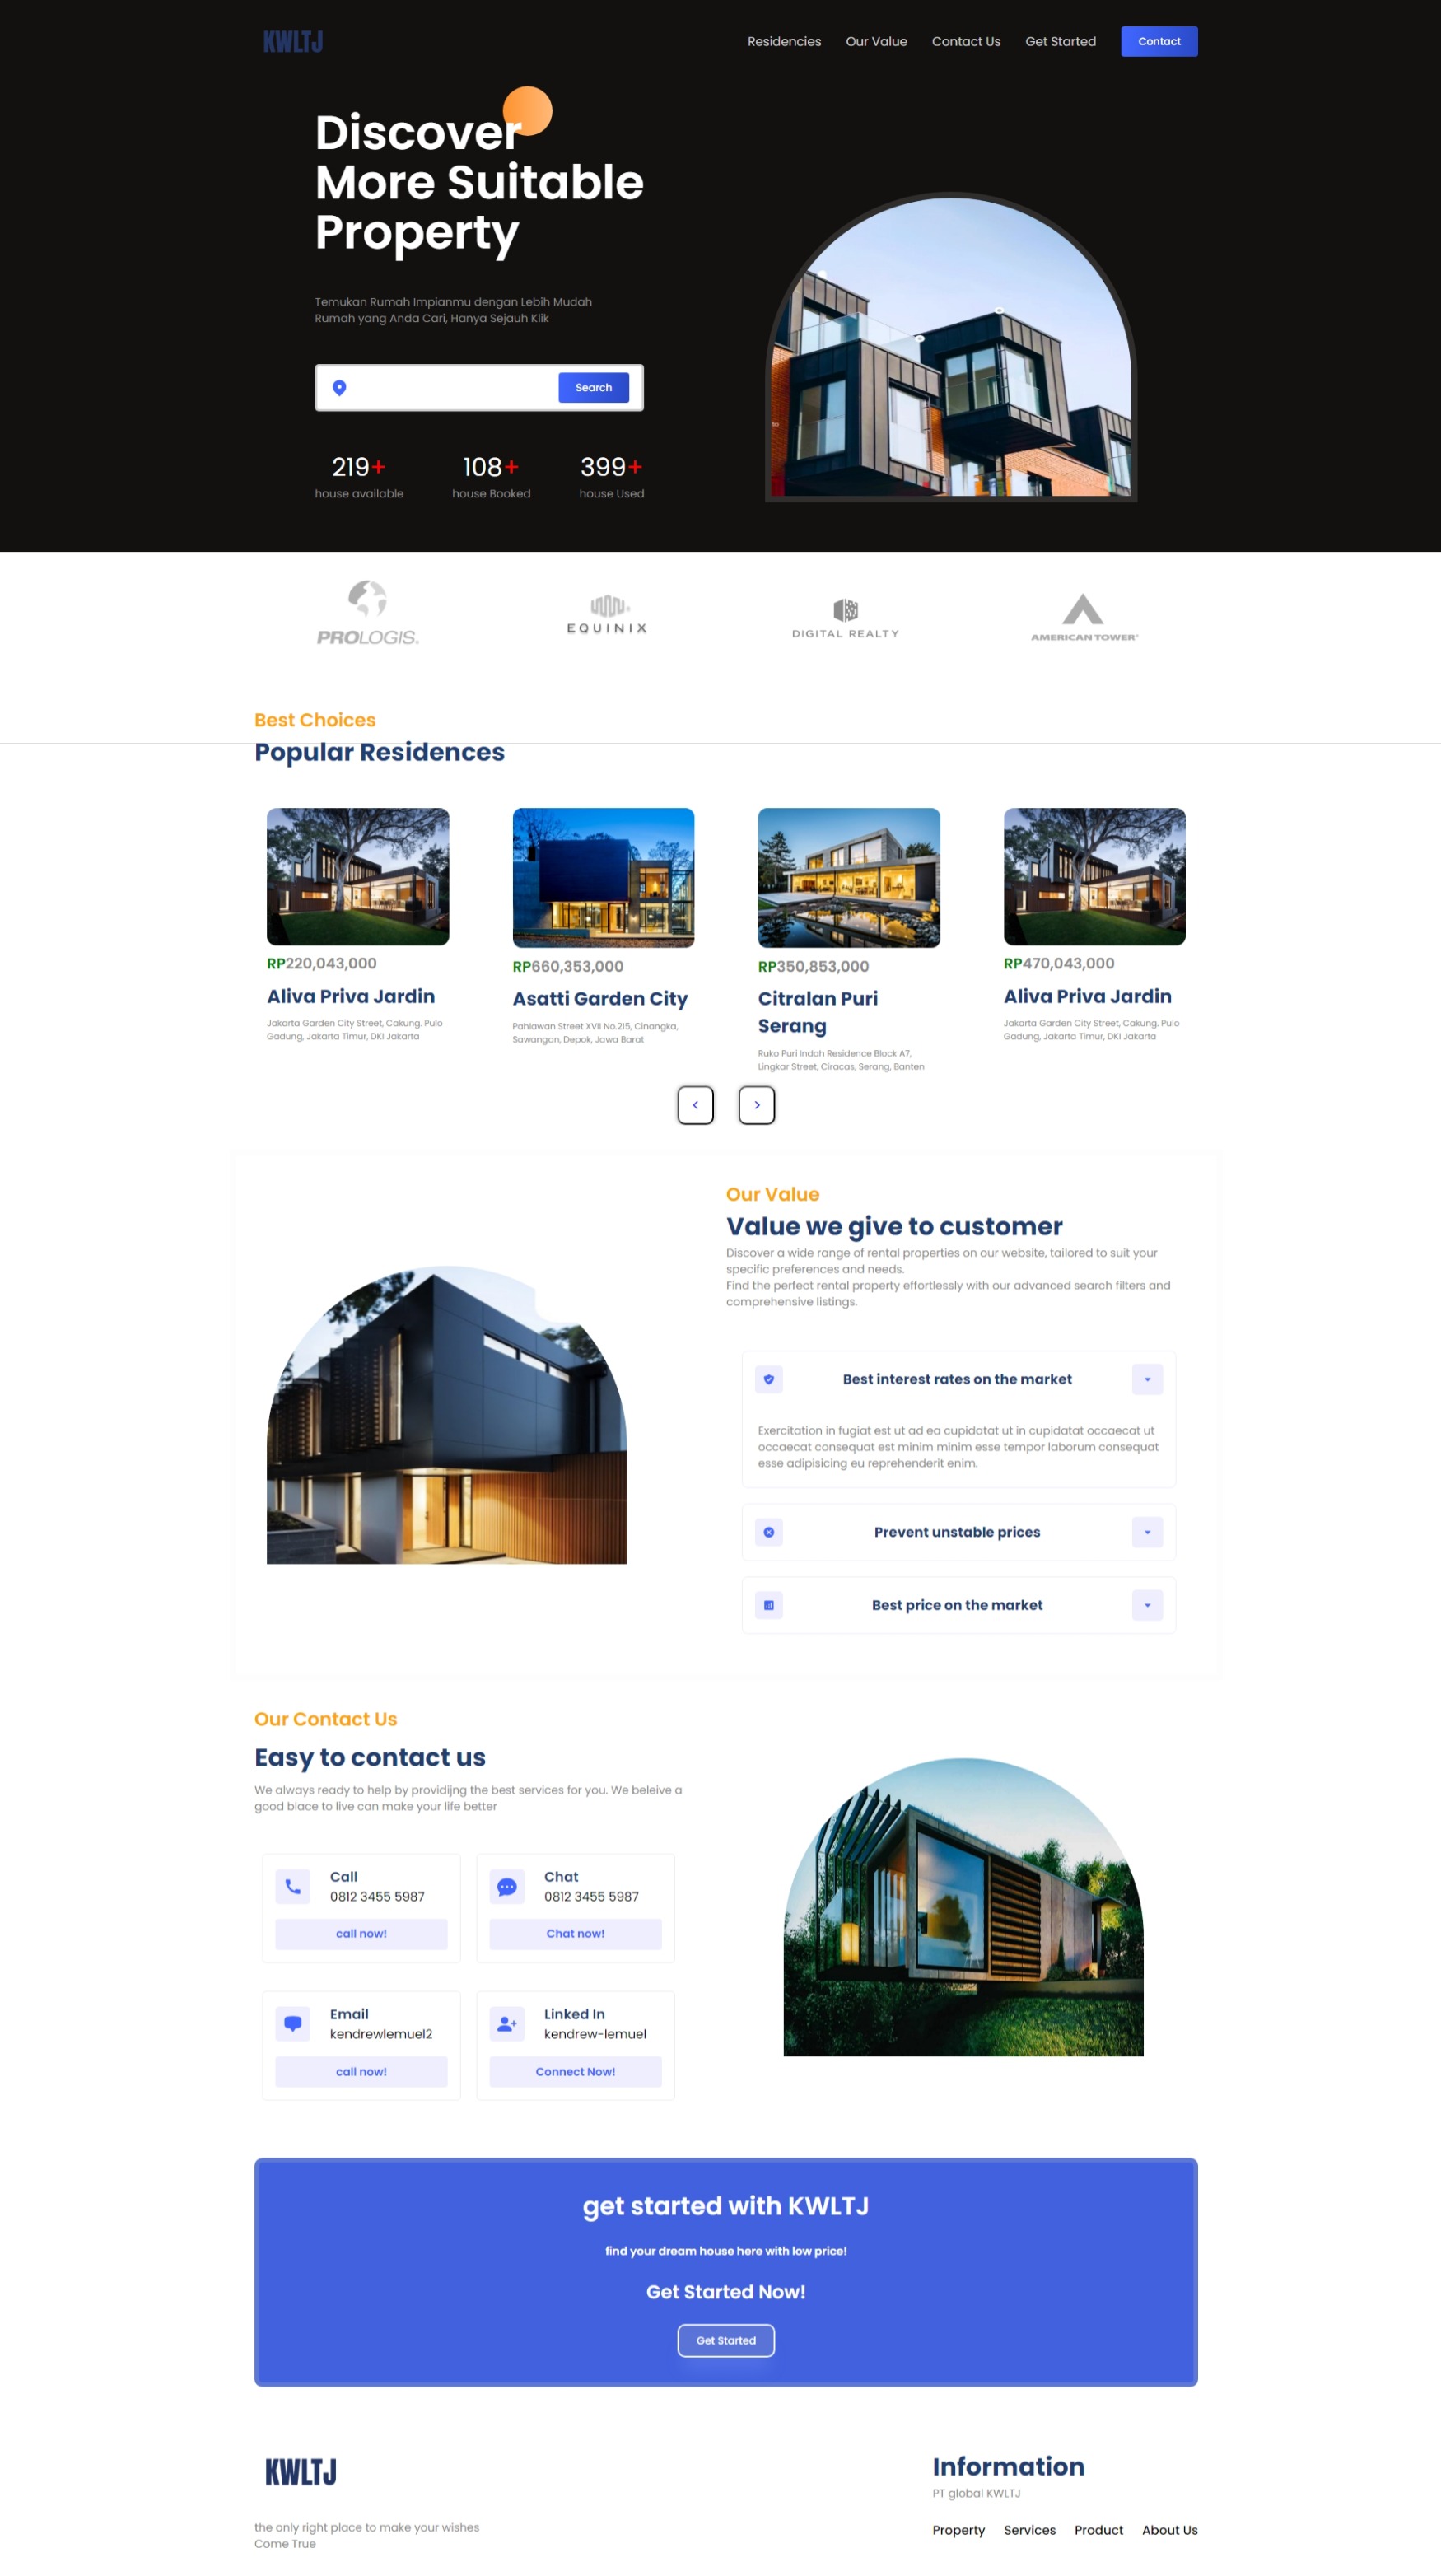 KWLTJ
Residencies Our Value Contact Us Get Started Contact
Discover
More Suitable
Property
Temukan Rumah Impianmu dengan Lebih Mudah
Rumah yang Anda Cari, Hanya Sejauh Klik
Search
219+ 108+ 399+
house available house Booked house Used
PROLOGIS.
EQUINIX
DIGITAL REALTY
AMERICAN TOWER®
Best Choices
Popular Residences
RP220,043,000
Aliva Priva Jardin
Jakarta Garden City Street, Cakung. Pulo
Gadung, Jakarta Timur, DKI Jakarta
RP660,353,000
Asatti Garden City
Pahlawan Street XVII No.215, Cinangka,
Sawangan, Depok, Jawa Barat
RP350,853,000
Citralan Puri
Serang
Ruko Puri Indah Residence Block A7,
Lingkar Street, Ciracas, Serang, Banten
RP470,043,000
Aliva Priva Jardin
Jakarta Garden City Street, Cakung. Pulo
Gadung, Jakarta Timur, DKI Jakarta
Our Value
Value we give to customer
Discover a wide range of rental properties on our website, tailored to suit your
specific preferences and needs.
Find the perfect rental property effortlessly with our advanced search filters and
comprehensive listings.
Best interest rates on the market
Exercitation in fugiat est ut ad ea cupidatat ut in cupidatat occaecat ut
occaecat consequat est minim minim esse tempor laborum consequat
esse adipisicing eu reprehenderit enim.
Prevent unstable prices
Best price on the market
Our Contact Us
Easy to contact us
We always ready to help by providijng the best services for you. We beleive a
good blace to live can make your life better
Call
0812 3455 5987
call now!
Chat
0812 3455 5987
Chat now!
Email
kendrewlemuel2
call now!
Linked In
kendrew-lemuel
Connect Now!
get started with KWLTJ
find your dream house here with low price!
Get Started Now!
Get Started
KWLTJ
the only right place to make your wishes
Come True
Information
PT global KWLTJ
Property Services Product About Us